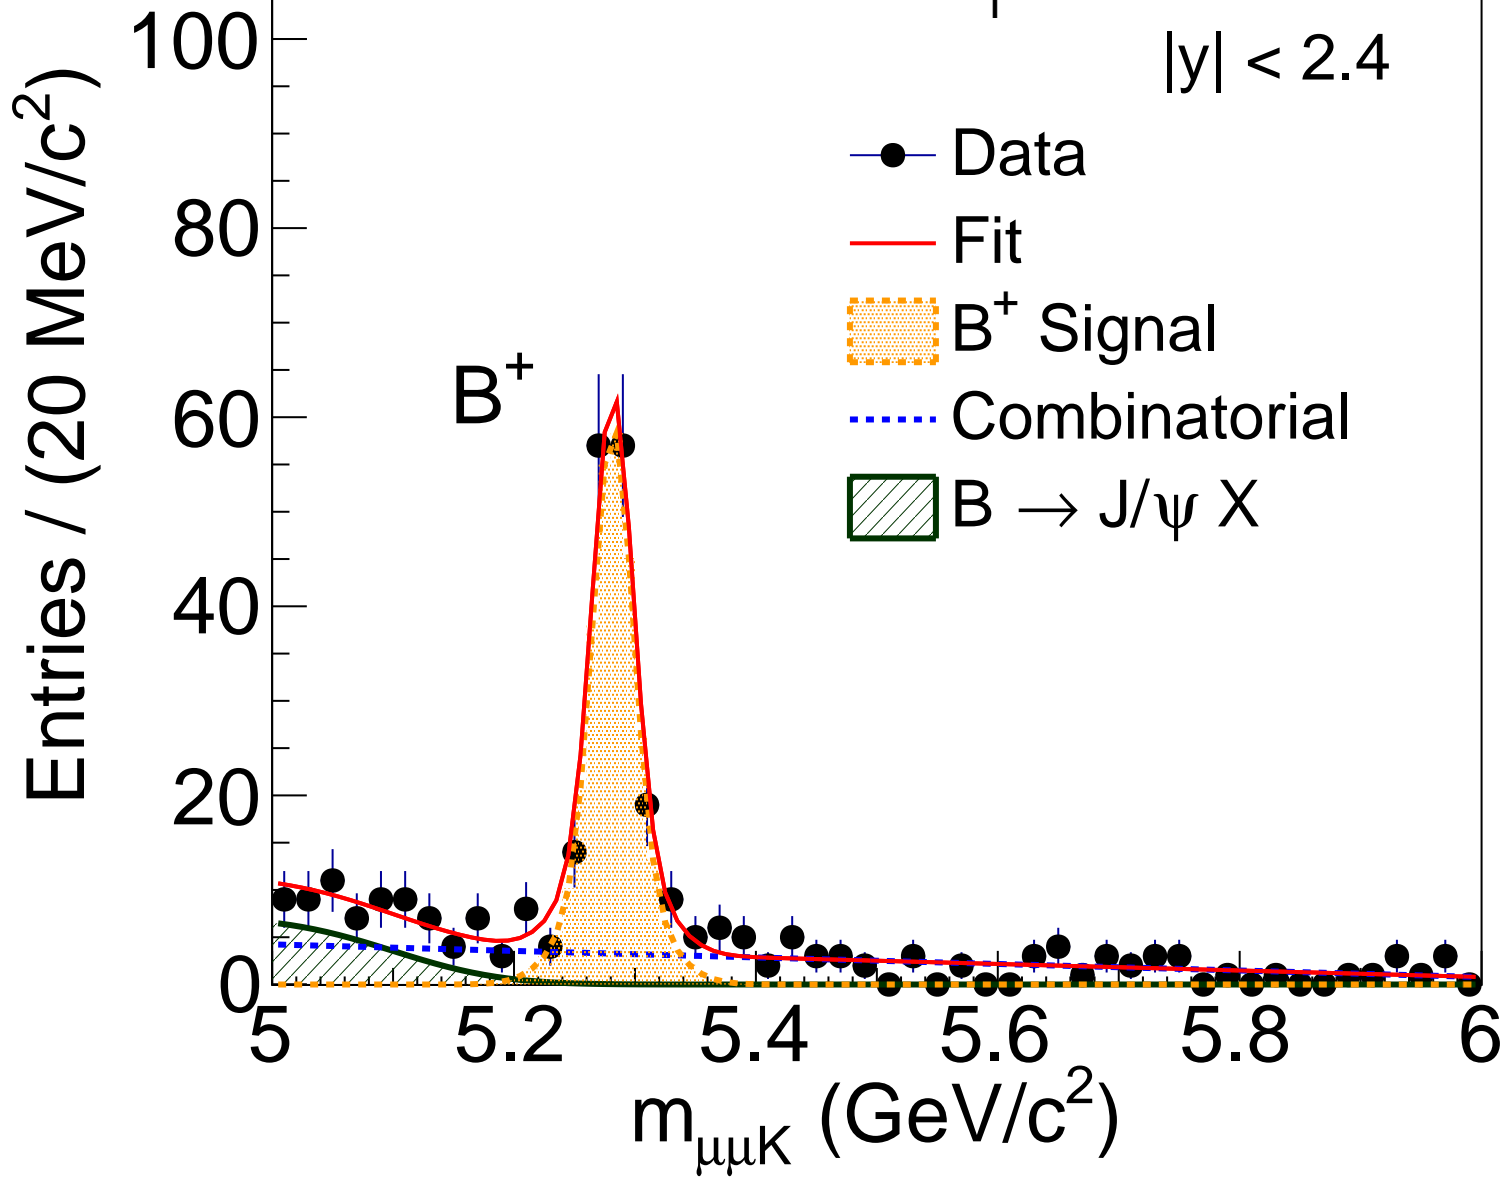 |y| < 2.4
Data
Fit
B⁺ Signal
Combinatorial
B → J/ψ X
B⁺
Entries / (20 MeV/c²)
100
80
60
40
20
0
5 5.2 5.4 5.6 5.8 6
m_μμK (GeV/c²)